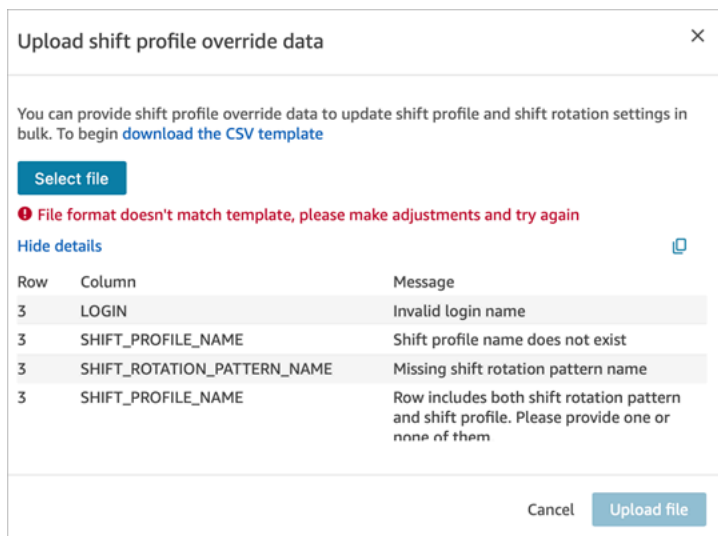 Upload shift profile override data
You can provide shift profile override data to update shift profile and shift rotation settings in
bulk. To begin download the CSV template
Select file
File format doesn't match template, please make adjustments and try again
Hide details
Row Column Message
3 LOGIN Invalid login name
3 SHIFT_PROFILE_NAME Shift profile name does not exist
3 SHIFT_ROTATION_PATTERN_NAME Missing shift rotation pattern name
3 SHIFT_PROFILE_NAME Row includes both shift rotation pattern
and shift profile. Please provide one or
none of them
Cancel Upload file